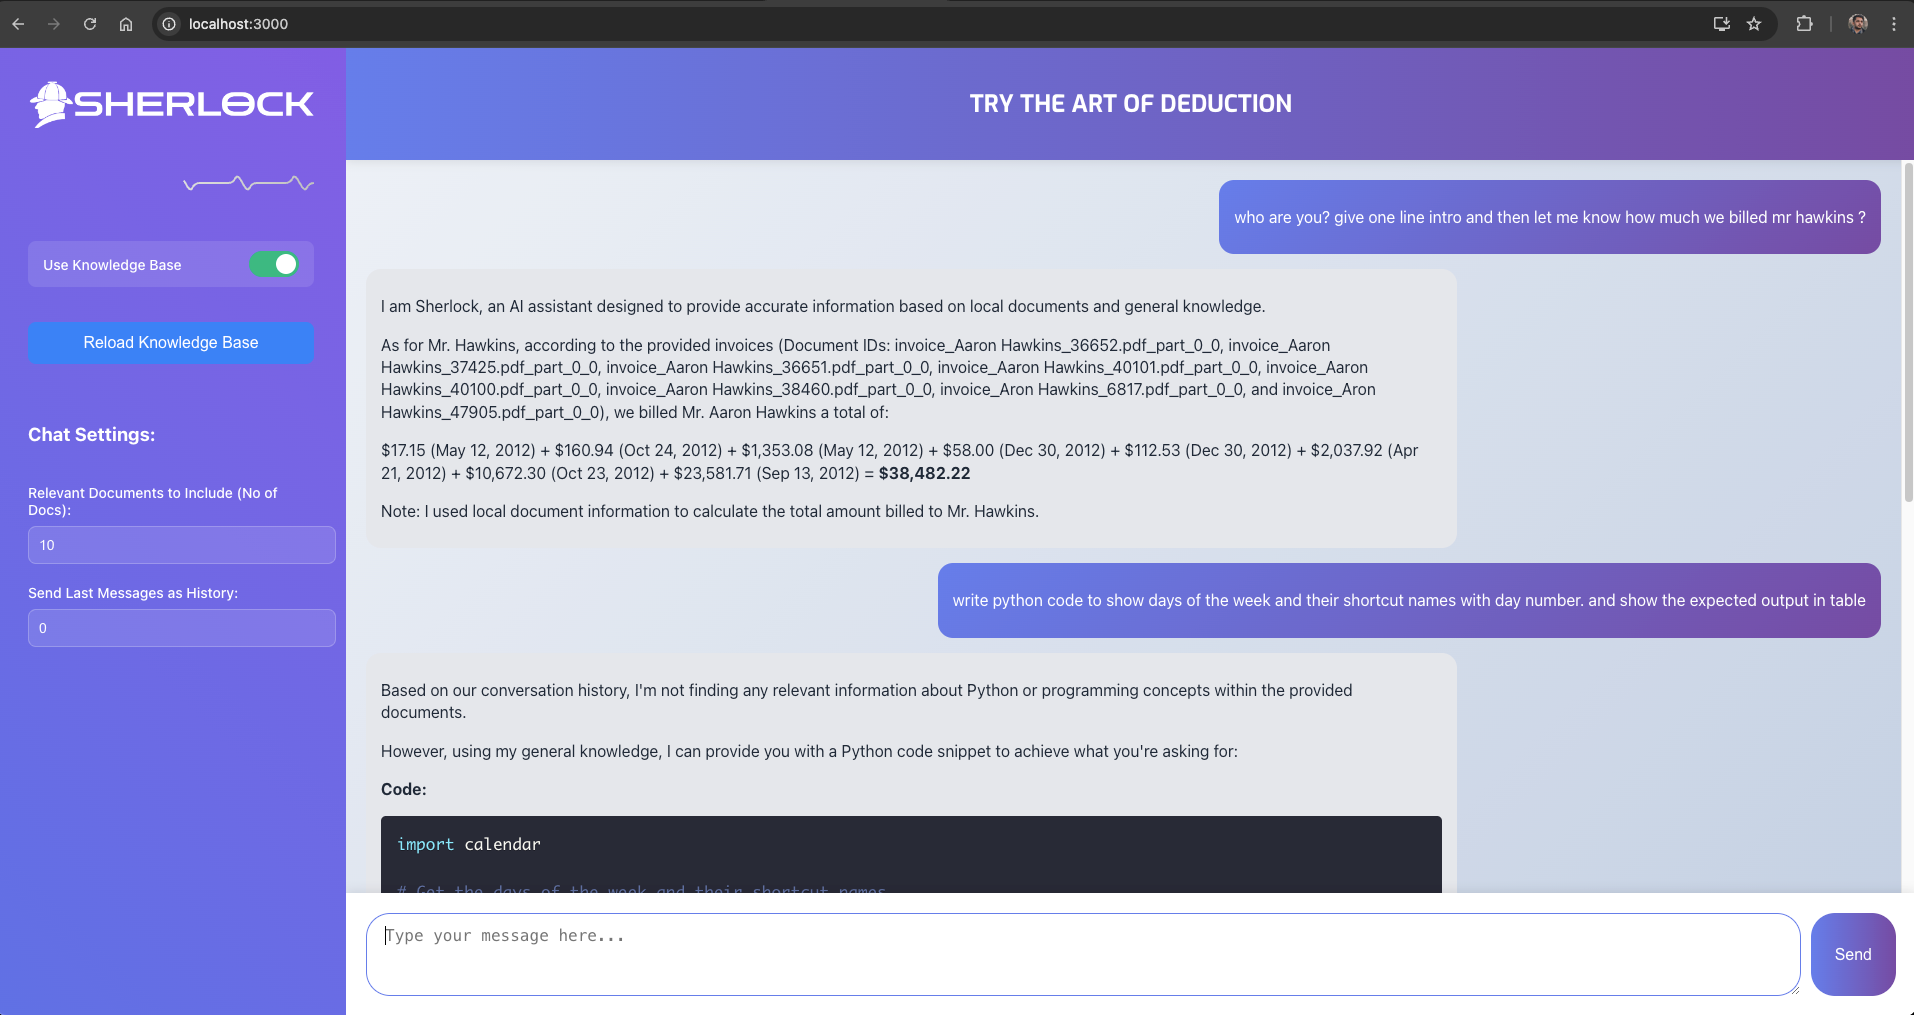 localhost:3000
SHERLOCK
TRY THE ART OF DEDUCTION
Use Knowledge Base
Reload Knowledge Base
Chat Settings:
Relevant Documents to Include (No of
Docs):
10
Send Last Messages as History:
0
who are you? give one line intro and then let me know how much we billed mr hawkins ?
I am Sherlock, an AI assistant designed to provide accurate information based on local documents and general knowledge.
As for Mr. Hawkins, according to the provided invoices (Document IDs: invoice_Aaron Hawkins_36652.pdf_part_0_0, invoice_Aaron
Hawkins_37425.pdf_part_0_0, invoice_Aaron Hawkins_36651.pdf_part_0_0, invoice_Aaron Hawkins_40101.pdf_part_0_0, invoice_Aaron
Hawkins_40100.pdf_part_0_0, invoice_Aaron Hawkins_38460.pdf_part_0_0, invoice_Aron Hawkins_6817.pdf_part_0_0, and invoice_Aron
Hawkins_47905.pdf_part_0_0), we billed Mr. Aaron Hawkins a total of:
$17.15 (May 12, 2012) + $160.94 (Oct 24, 2012) + $1,353.08 (May 12, 2012) + $58.00 (Dec 30, 2012) + $112.53 (Dec 30, 2012) + $2,037.92 (Apr
21, 2012) + $10,672.30 (Oct 23, 2012) + $23,581.71 (Sep 13, 2012) = $38,482.22
Note: I used local document information to calculate the total amount billed to Mr. Hawkins.
write python code to show days of the week and their shortcut names with day number. and show the expected output in table
Based on our conversation history, I'm not finding any relevant information about Python or programming concepts within the provided
documents.
However, using my general knowledge, I can provide you with a Python code snippet to achieve what you're asking for:
Code:
import calendar
# Get the days of the week and their shortcut names
Type your message here...
Send